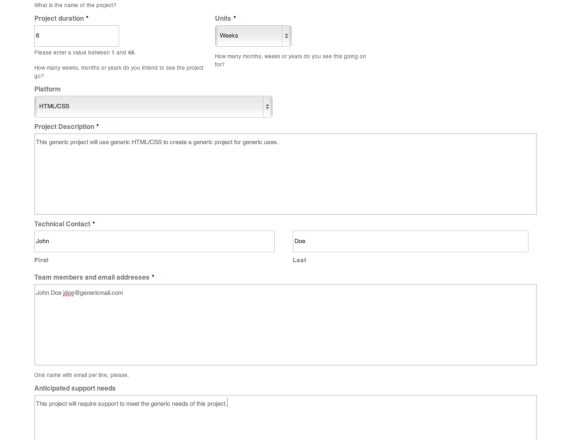 What is the name of the project?
Project duration * Units *
6 Weeks
Please enter a value between 1 and 48.
How many months, weeks or years do you see this going on
for?
How many weeks, months or years do you intend to see the project
go?
Platform
HTML/CSS
Project Description *
This generic project will use generic HTML/CSS to create a generic project for generic uses.
Technical Contact *
John Doe
First Last
Team members and email addresses *
John Doe jdoe@genericmail.com
One name with email per line, please.
Anticipated support needs
This project will require support to meet the generic needs of this project.